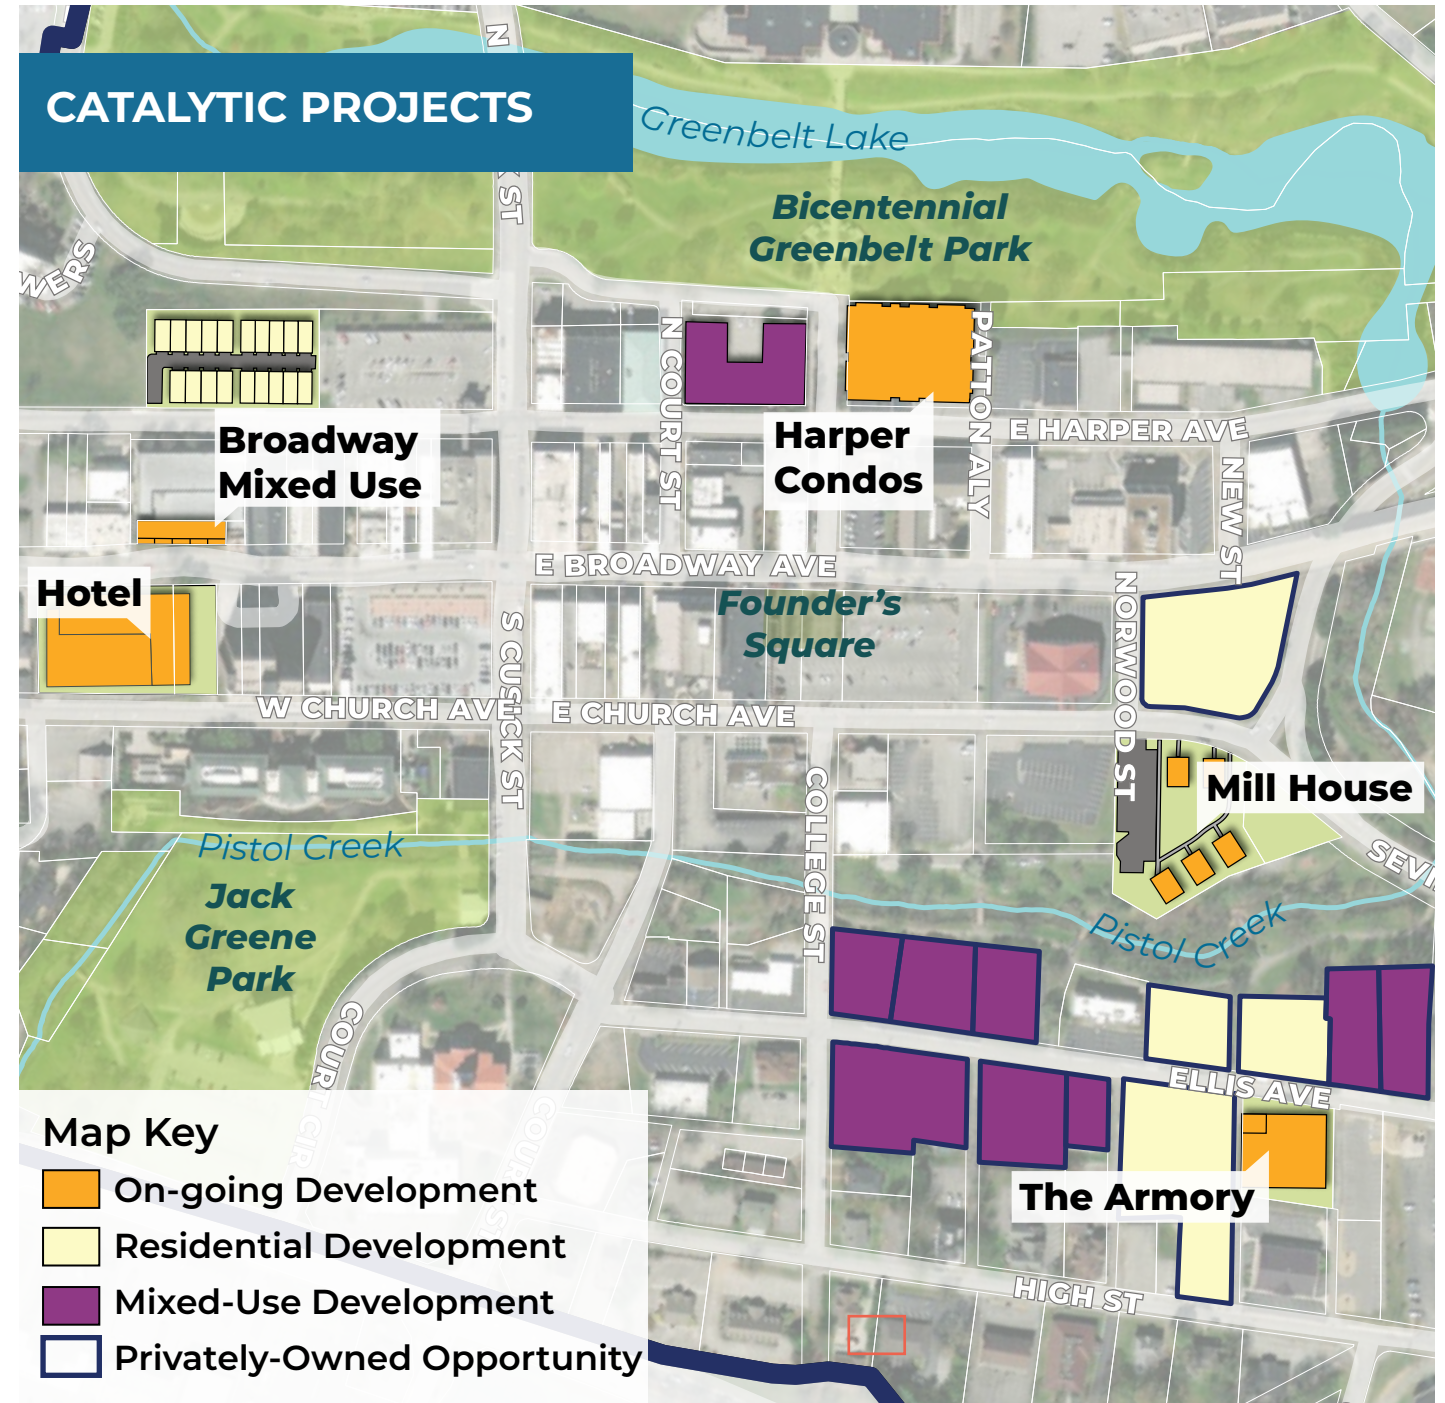 N
CATALYTIC PROJECTS
Greenbelt Lake
K ST
Bicentennial
Greenbelt Park
WERS
N COURT ST
PATTON ALY
Broadway
Mixed Use
Harper
Condos
E HARPER AVE
NEW ST
E BROADWAY AVE
Hotel
Founder's
Square
NORWOOD ST
S CUSICK ST
W CHURCH AVE
E CHURCH AVE
COLLEGE ST
Mill House
Pistol Creek
SEVI
Jack
Greene
Park
Pistol Creek
COURT CIR
ELLIS AVE
COURT ST
Map Key
On-going Development
Residential Development
Mixed-Use Development
Privately-Owned Opportunity
The Armory
HIGH ST